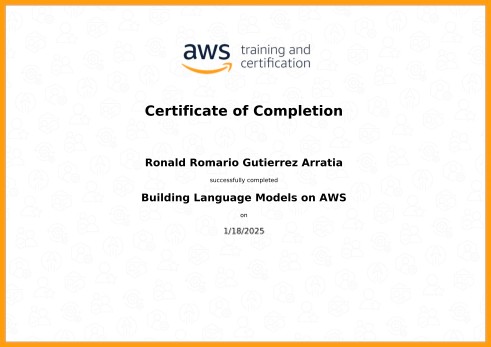 aws training and
certification
Certificate of Completion
Ronald Romario Gutierrez Arratia
successfully completed
Building Language Models on AWS
on
1/18/2025